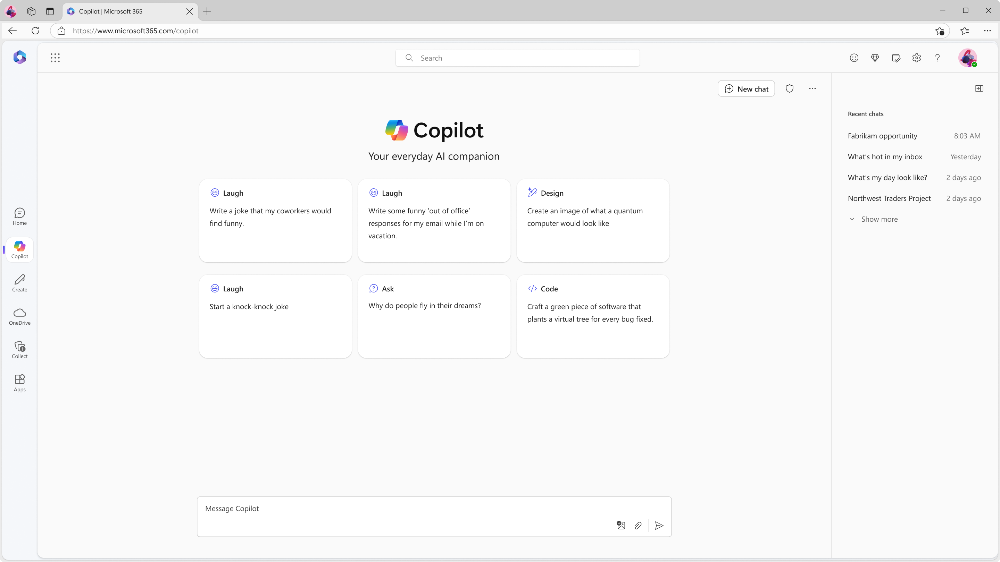 Copilot | Microsoft 365
https://www.microsoft365.com/copilot
Search
New chat
Copilot
Your everyday AI companion
Laugh
Write a joke that my coworkers would
find funny.
Laugh
Write some funny ‘out of office’
responses for my email while I’m on
vacation.
Design
Create an image of what a quantum
computer would look like
Laugh
Start a knock-knock joke
Ask
Why do people fly in their dreams?
Code
Craft a green piece of software that
plants a virtual tree for every bug fixed.
Message Copilot
Home
Copilot
Create
OneDrive
Collect
Apps
Recent chats
Fabrikam opportunity 8:03 AM
What’s hot in my inbox Yesterday
What’s my day look like? 2 days ago
Northwest Traders Project 2 days ago
Show more